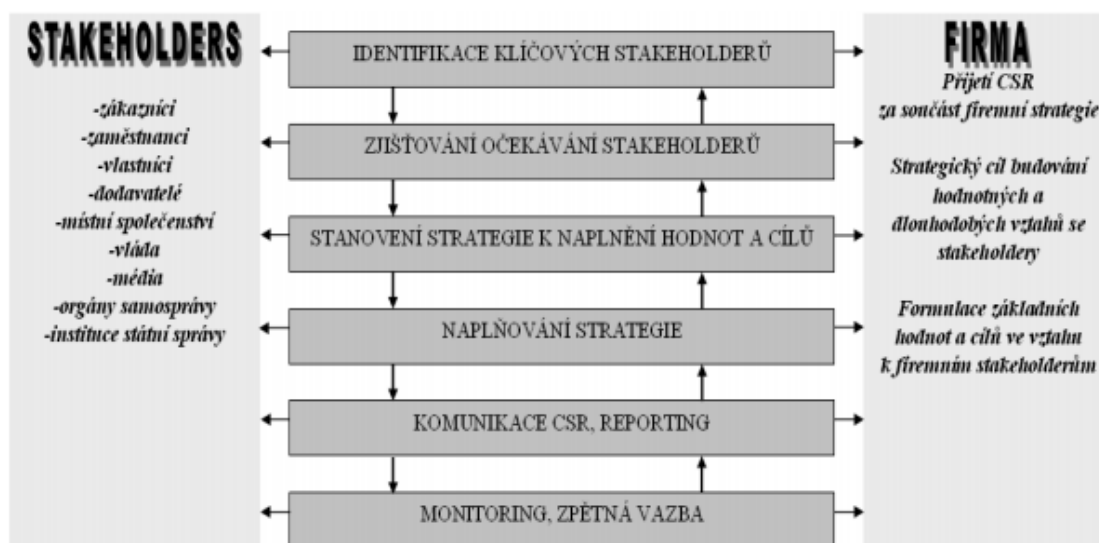 STAKEHOLDERS
-zákazníci
-zaměstnanci
-vlastníci
-dodavatelé
-místní společenství
-vláda
-média
-orgány samosprávy
-instituce státní správy
IDENTIFIKACE KLÍČOVÝCH STAKEHOLDERŮ
ZJIŠŤOVÁNÍ OČEKÁVÁNÍ STAKEHOLDERŮ
STANOVENÍ STRATEGIE K NAPLNĚNÍ HODNOT A CÍLŮ
NAPLŇOVÁNÍ STRATEGIE
KOMUNIKACE CSR, REPORTING
MONITORING, ZPĚTNÁ VAZBA
FIRMA
Přijetí CSR
za součást firemní strategie
Strategický cíl budování
hodnotných a
dlouhodobých vztahů se
stakeholdery
Formulace základních
hodnot a cílů ve vztahu
k firemním stakeholderům